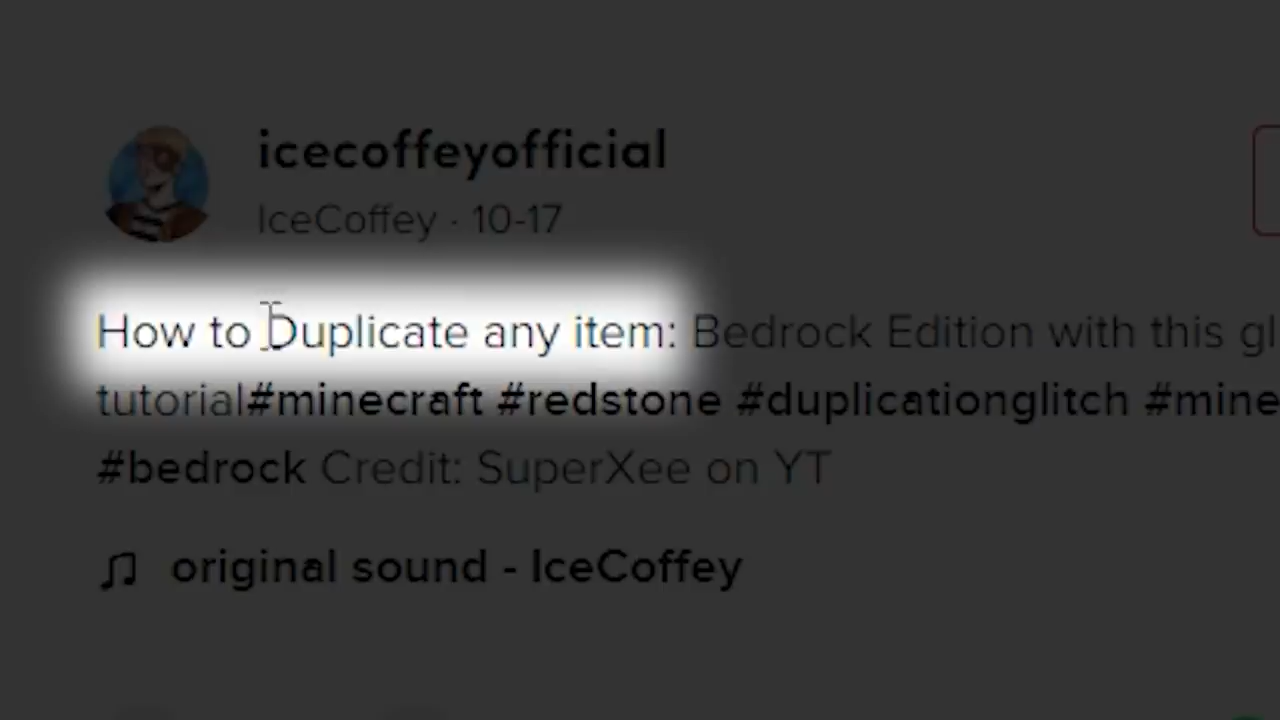 icecoffeyofficial
IceCoffey · 10-17
How to Duplicate any item: Bedrock Edition with this
tutorial#minecraft #redstone #duplicationglitch
#bedrock Credit: SuperXee on YT
original sound - IceCoffey